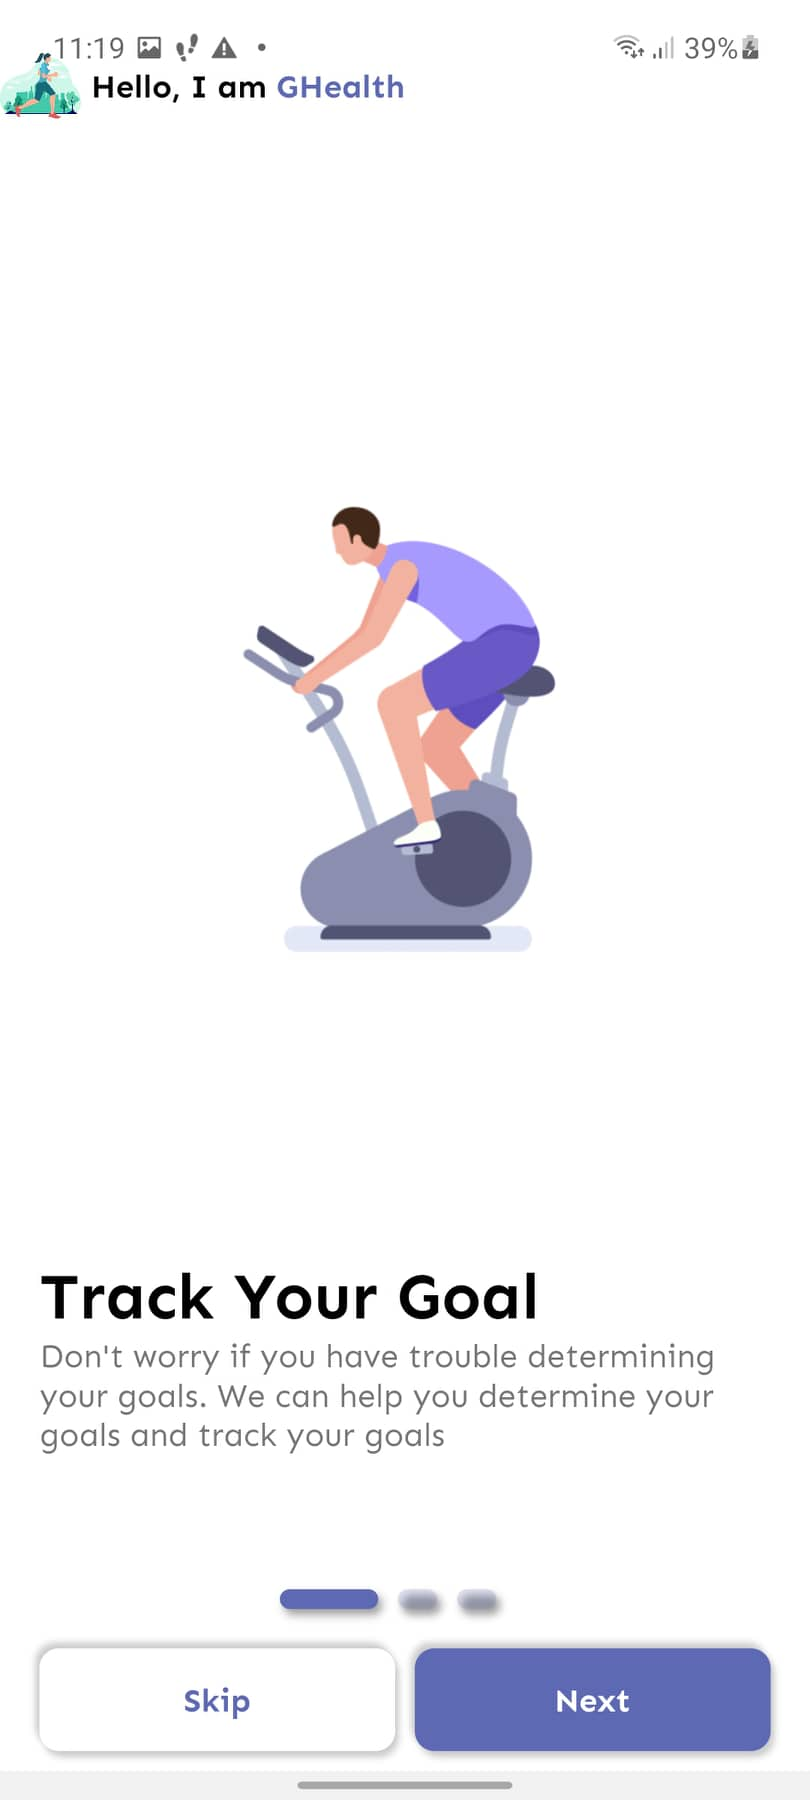 11:19 39%
Hello, I am GHealth
Track Your Goal
Don't worry if you have trouble determining
your goals. We can help you determine your
goals and track your goals
Skip Next